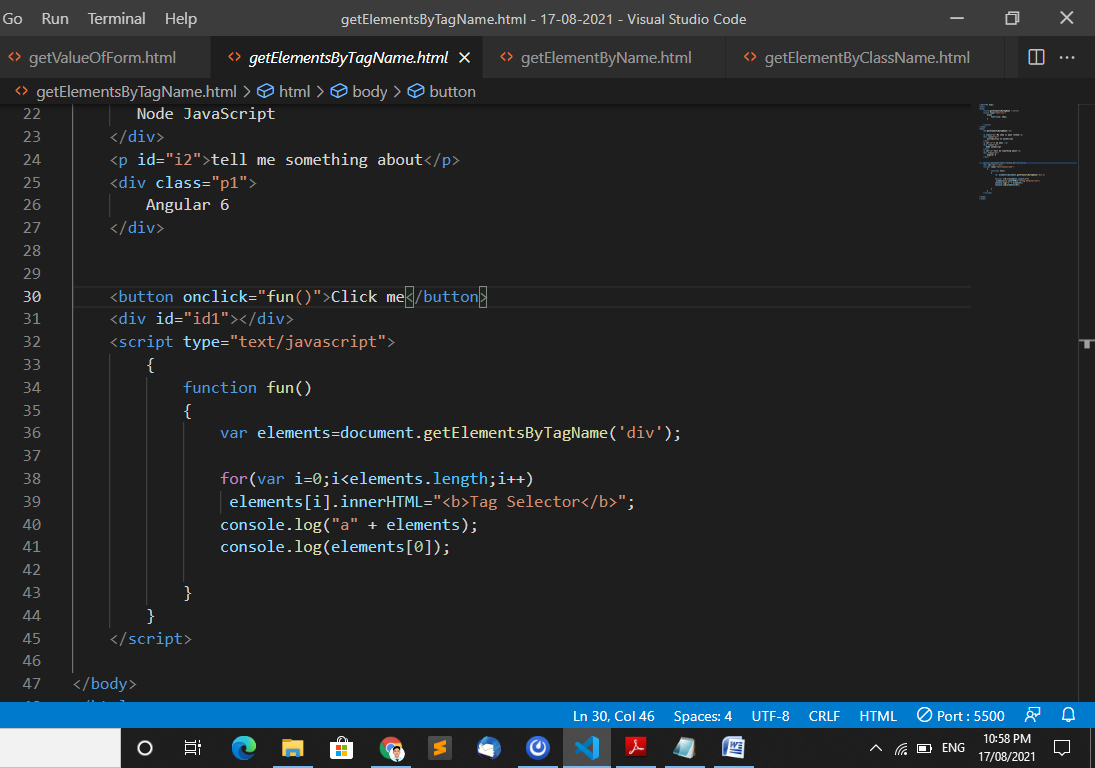 Go Run Terminal Help getElementsByTagName.html - 17-08-2021 - Visual Studio Code
getValueOfForm.html getElementsByTagName.html getElementByName.html getElementByClassName.html
getElementsByTagName.html > html > body > button
22 Node JavaScript
23 </div>
24 <p id="i2">tell me something about</p>
25 <div class="p1">
26 Angular 6
27 </div>
28
29
30 <button onclick="fun()">Click me</button>
31 <div id="id1"></div>
32 <script type="text/javascript">
33 {
34 function fun()
35 {
36 var elements=document.getElementsByTagName('div');
37
38 for(var i=0;i<elements.length;i++)
39 elements[i].innerHTML="<b>Tag Selector</b>";
40 console.log("a" + elements);
41 console.log(elements[0]);
42
43 }
44 }
45 </script>
46
47 </body>
Ln 30, Col 46 Spaces: 4 UTF-8 CRLF HTML Port : 5500
ENG 10:58 PM
17/08/2021